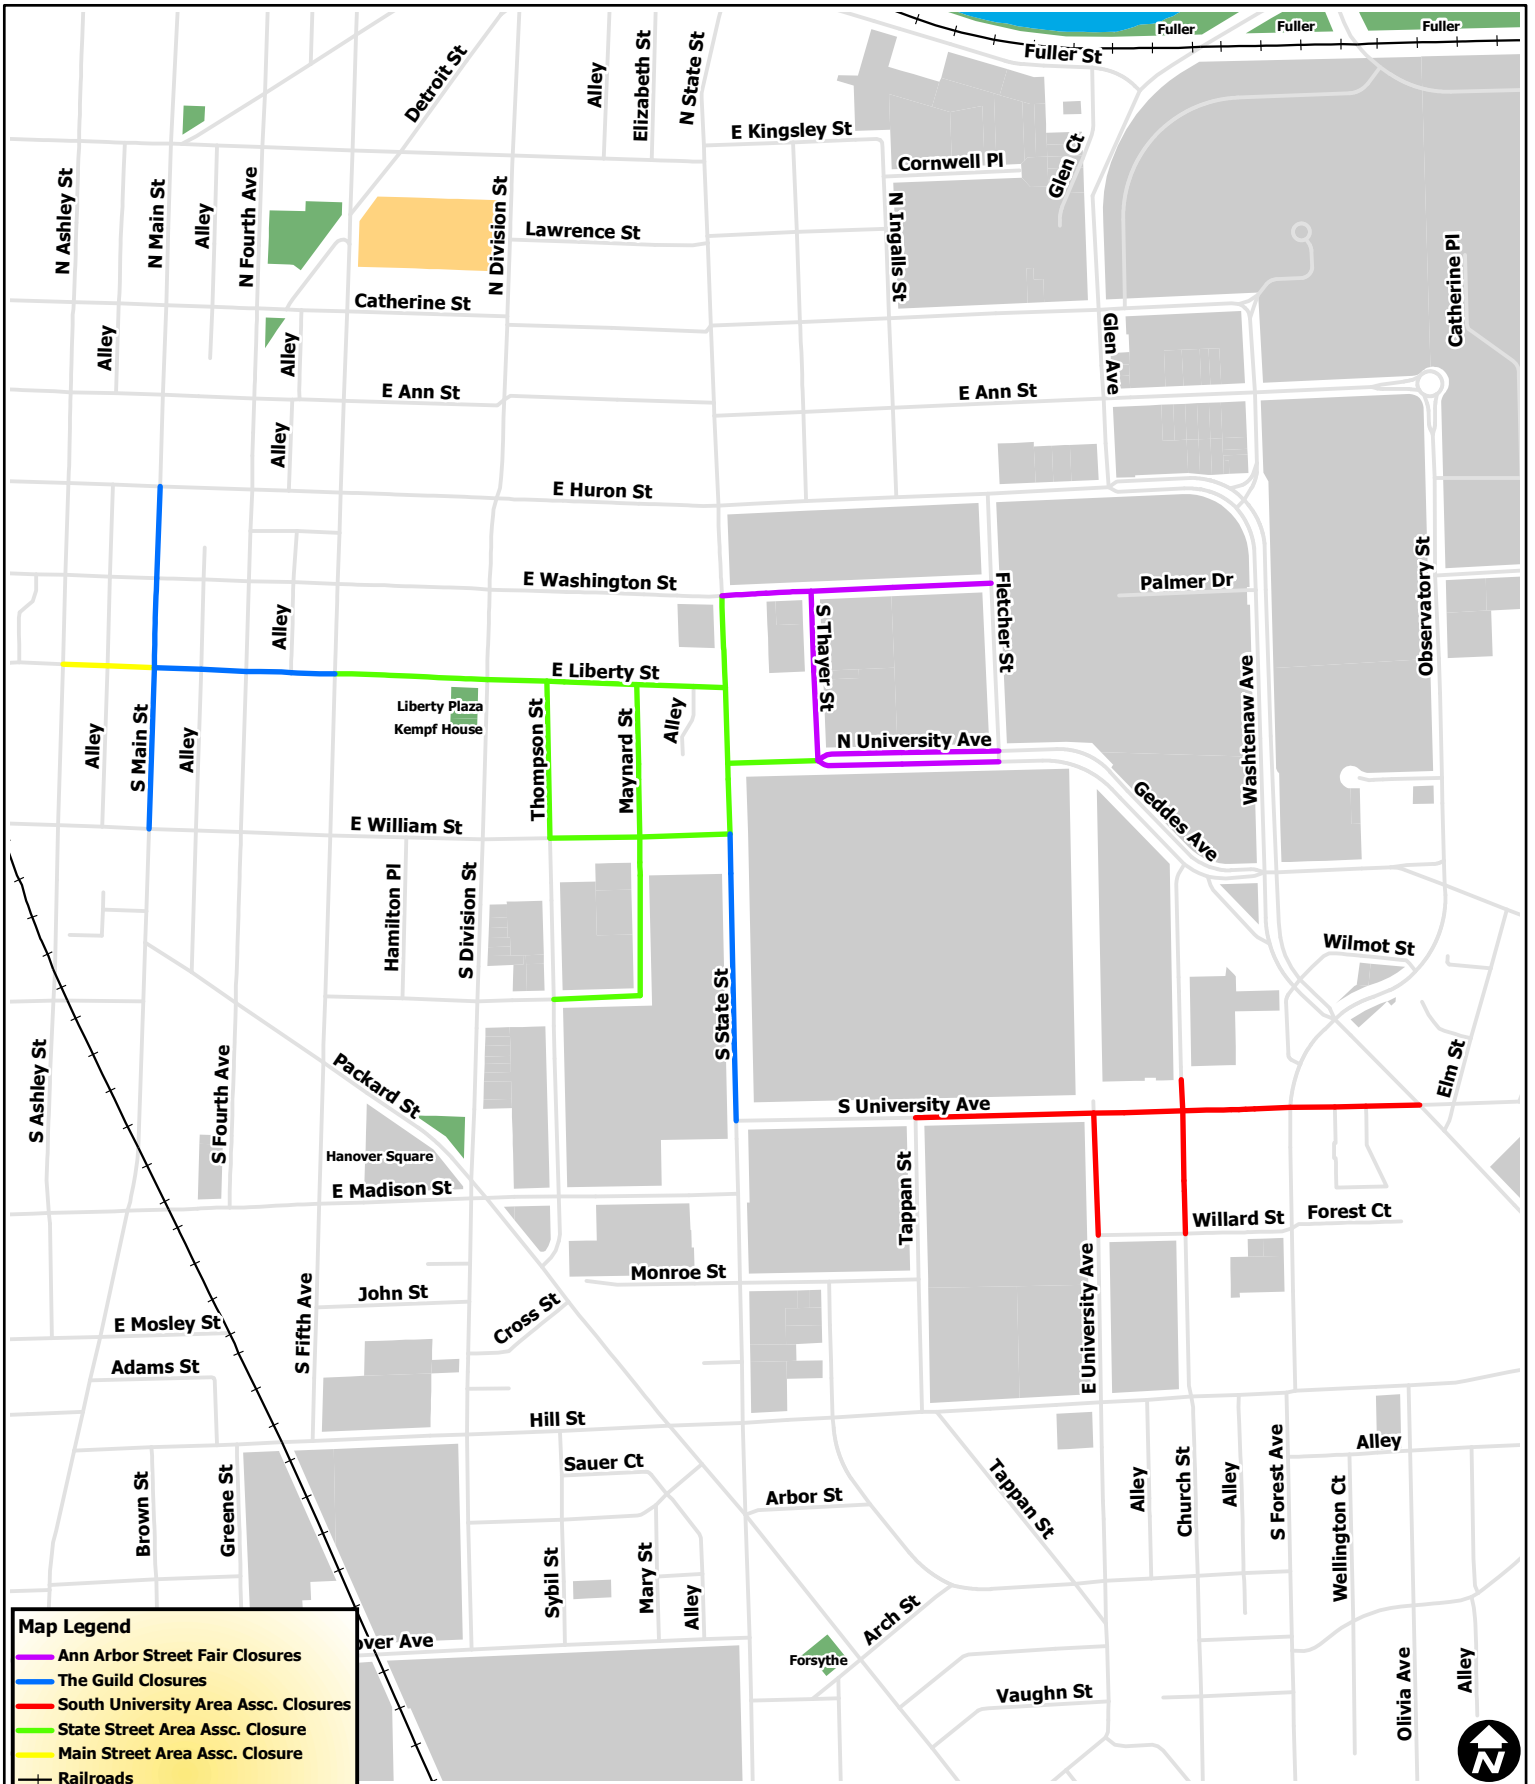 Fuller
Fuller
Fuller
Fuller St
Detroit St
Alley
Elizabeth St
N State St
E Kingsley St
Cornwell Pl
Glen Ct
N Ashley St
N Main St
Alley
N Fourth Ave
N Division St
Lawrence St
N Ingalls St
Catherine Pl
Catherine St
Alley
Alley
Glen Ave
E Ann St
E Ann St
Alley
E Huron St
E Washington St
Fletcher St
Palmer Dr
Observatory St
Alley
S Thayer St
E Liberty St
Washtenaw Ave
Liberty Plaza
Kempf House
Alley
S Main St
Alley
Thompson St
Maynard St
Alley
N University Ave
Geddes Ave
E William St
Hamilton Pl
S Division St
Wilmot St
S State St
S Ashley St
S Fourth Ave
Packard St
Elm St
S University Ave
Hanover Square
E Madison St
Tappan St
Willard St
Forest Ct
Monroe St
E University Ave
John St
S Fifth Ave
Cross St
E Mosley St
Adams St
Hill St
Sauer Ct
Alley
Brown St
Greene St
Arbor St
Tappan St
Alley
Church St
Alley
S Forest Ave
Wellington Ct
Sybil St
Mary St
Alley
Arch St
over Ave
Forsythe
Vaughn St
Olivia Ave
Alley
Map Legend
Ann Arbor Street Fair Closures
The Guild Closures
South University Area Assc. Closures
State Street Area Assc. Closure
Main Street Area Assc. Closure
Railroads
N